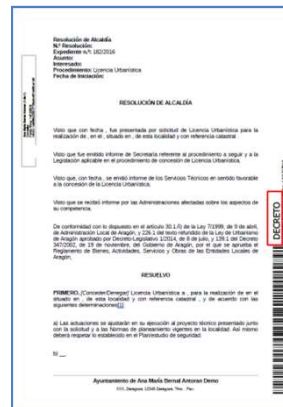 Resolución de Alcaldía
N.º Resolución:
Expediente n.º: 182/2016
Asunto:
Interesado:
Procedimiento: Licencia Urbanística
Fecha de Iniciación:
RESOLUCIÓN DE ALCALDÍA
Visto que con fecha , fue presentada por solicitud de Licencia Urbanística para la
realización de , en el , situado en , de esta localidad y con referencia catastral .
Visto que fue emitido informe de Secretaría referente al procedimiento a seguir y a la
Legislación aplicable en el procedimiento de concesión de Licencia Urbanística.
Visto que, con fecha , se emitió informe de los Servicios Técnicos en sentido favorable
a la concesión de la Licencia Urbanística.
Visto que se recibió informe por las Administraciones afectadas sobre los aspectos de
su competencia.
De conformidad con lo dispuesto en el artículo 30.1.ñ) de la Ley 7/1999, de 9 de abril,
de Administración Local de Aragón, y 226.1 del texto refundido de la Ley de Urbanismo
de Aragón aprobado por Decreto-Legislativo 1/2014, de 8 de julio, y 139.1 del Decreto
347/2002, de 19 de noviembre, del Gobierno de Aragón, por el que se aprueba el
Reglamento de Bienes, Actividades, Servicios y Obras de las Entidades Locales de
Aragón,
RESUELVO
PRIMERO. [Conceder/Denegar] Licencia Urbanística a , para la realización de en el
situado en , de esta localidad y con referencia catastral , y de acuerdo con las
siguientes determinaciones[1]:
a) Las actuaciones se ajustarán en su ejecución al proyecto técnico presentado junto
con la solicitud y a las Normas de planeamiento vigentes en la localidad. Así mismo
deberá respetar lo establecido en el Plan/estudio de seguridad.
b) __.
Ayuntamiento de Ana María Bernal Antoran Demo
DECRETO